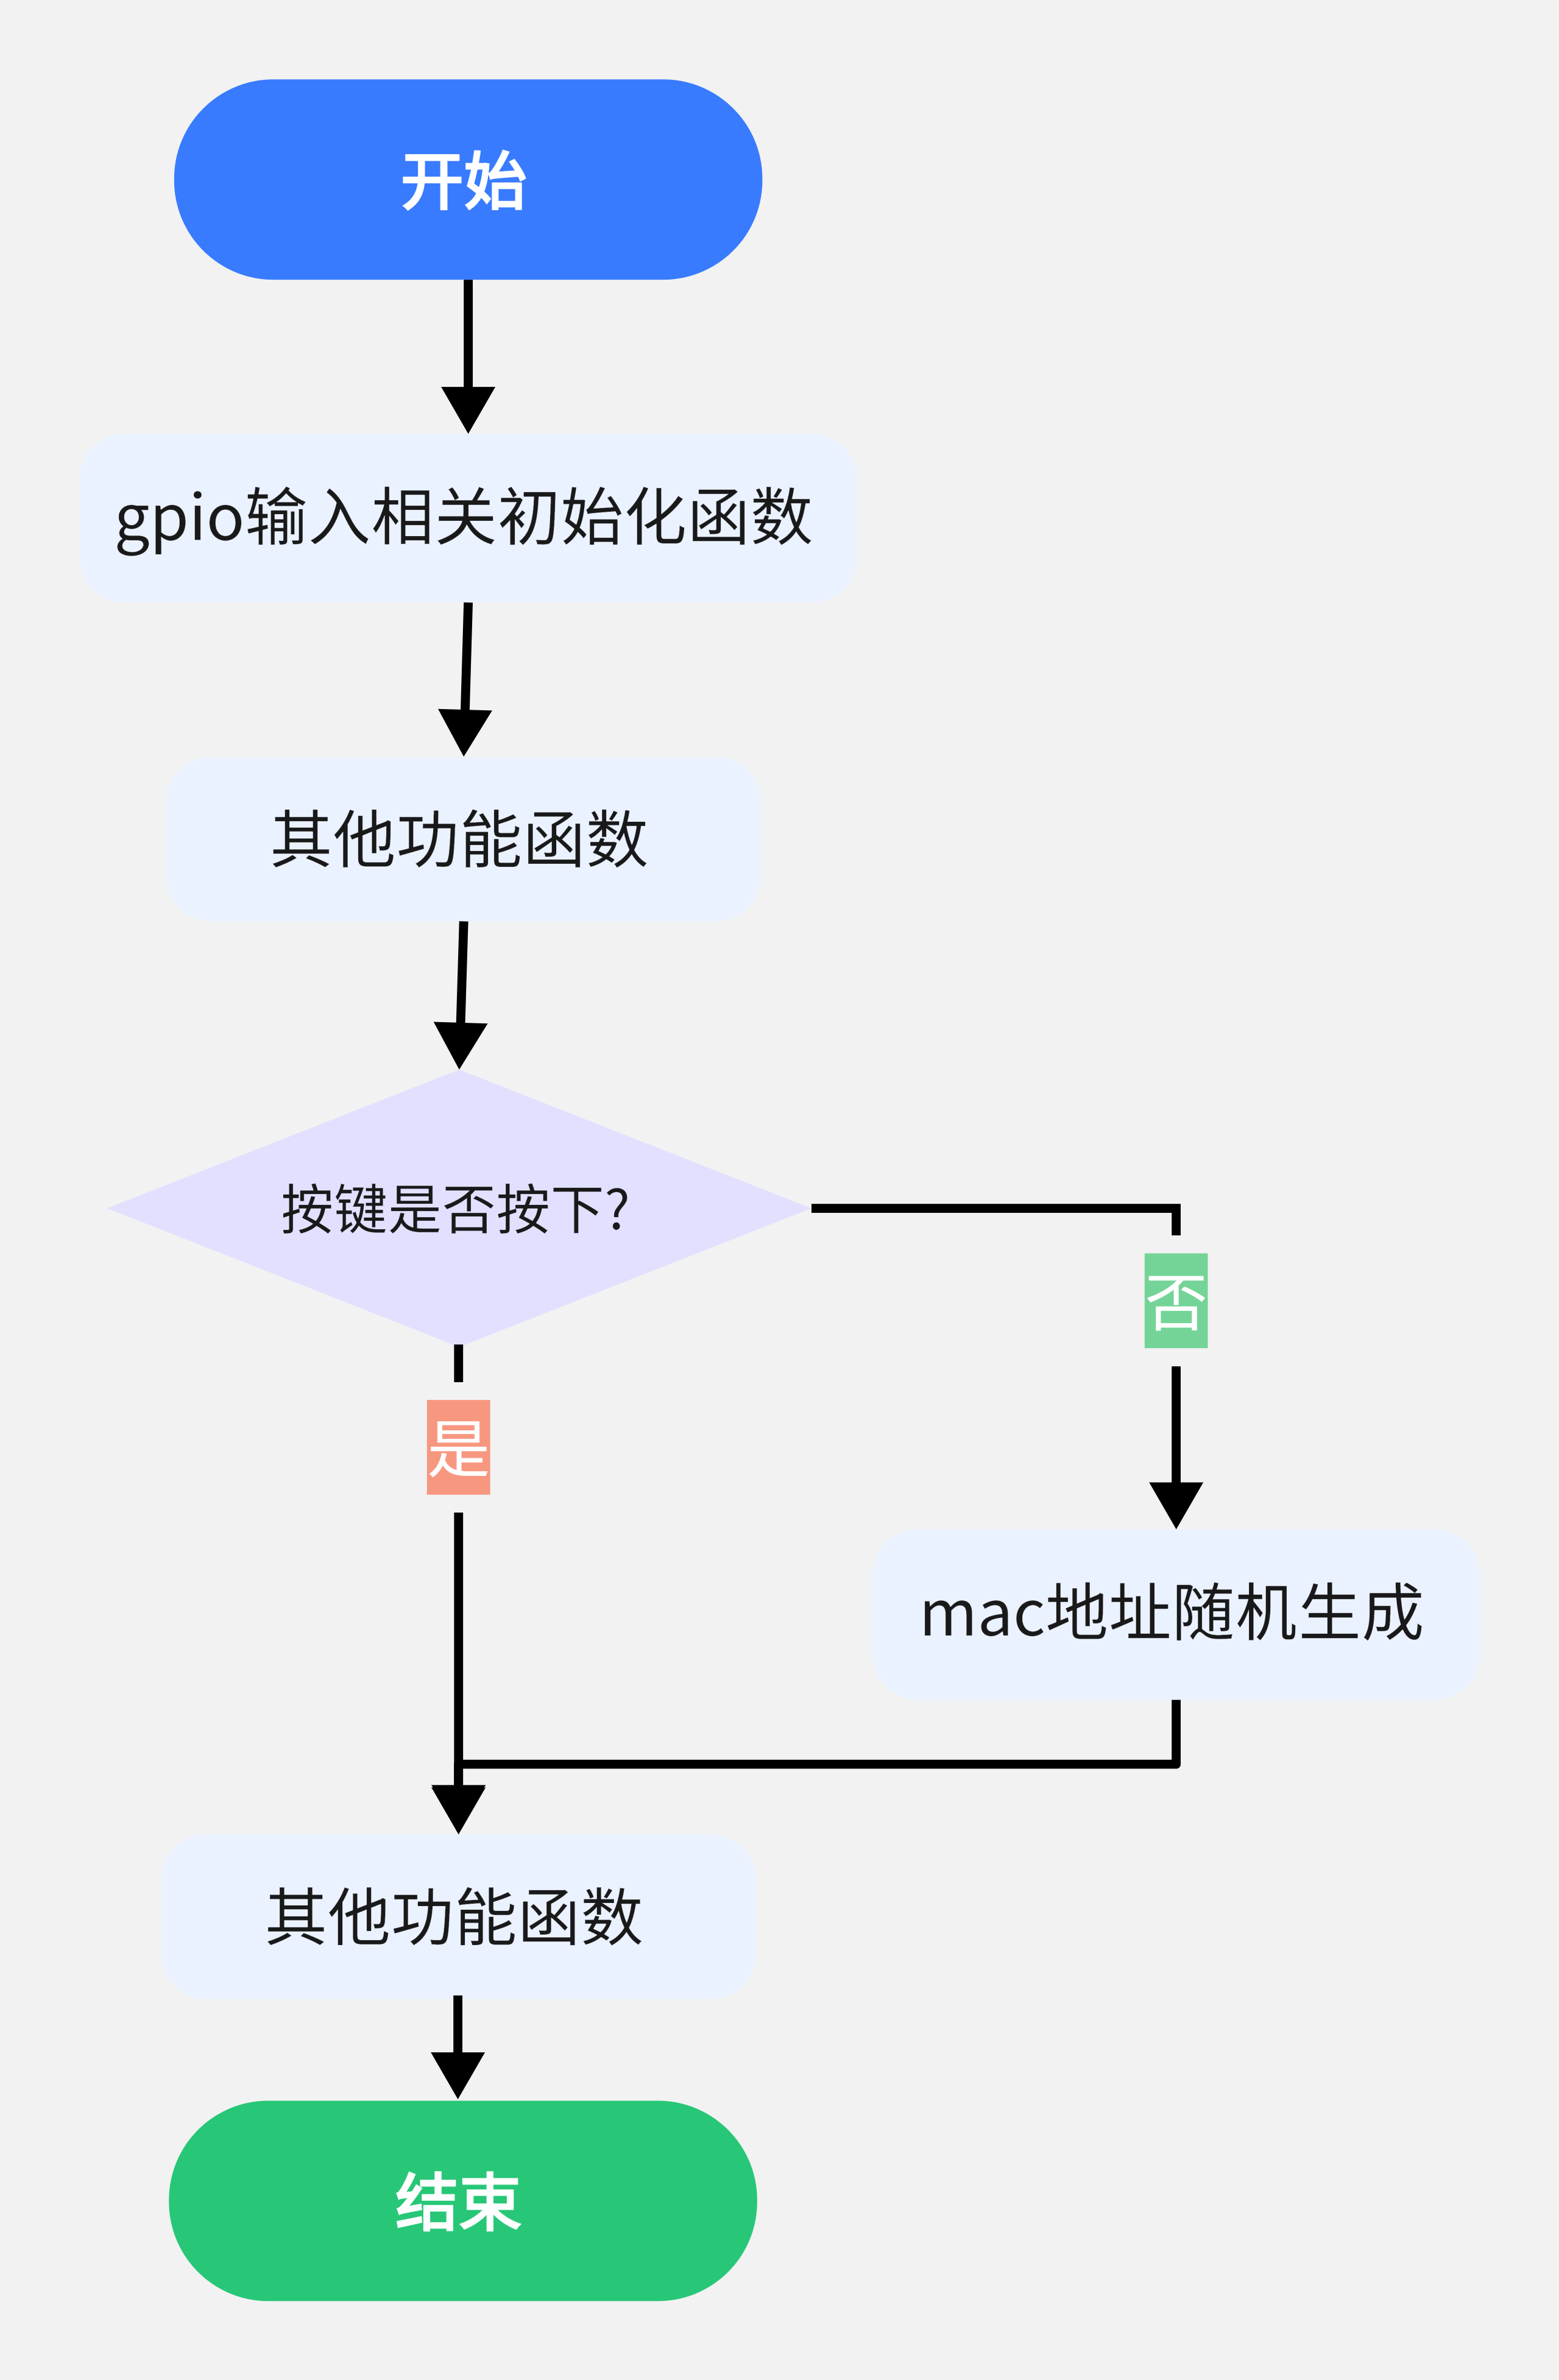 开始
gpio输入相关初始化函数
其他功能函数
按键是否按下?
否
是
mac地址随机生成
其他功能函数
结束